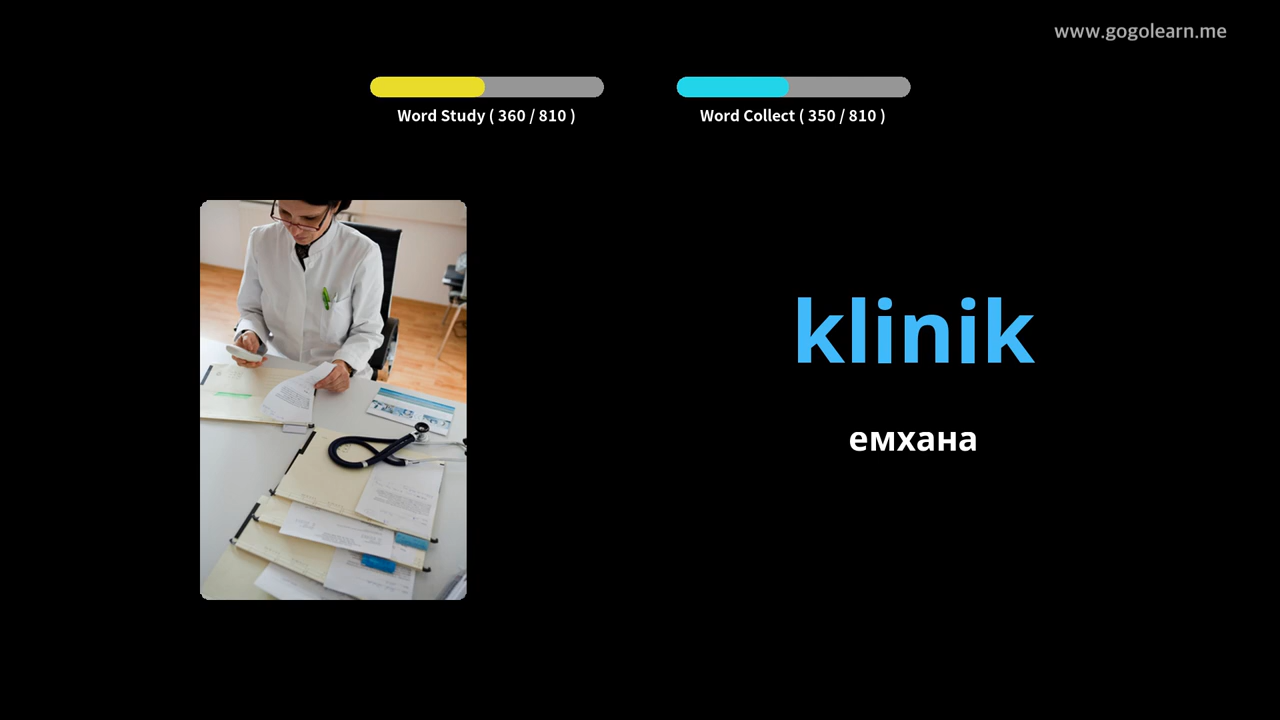 www.gogolearn.me
Word Study ( 360 / 810 )
Word Collect ( 350 / 810 )
klinik
емхана